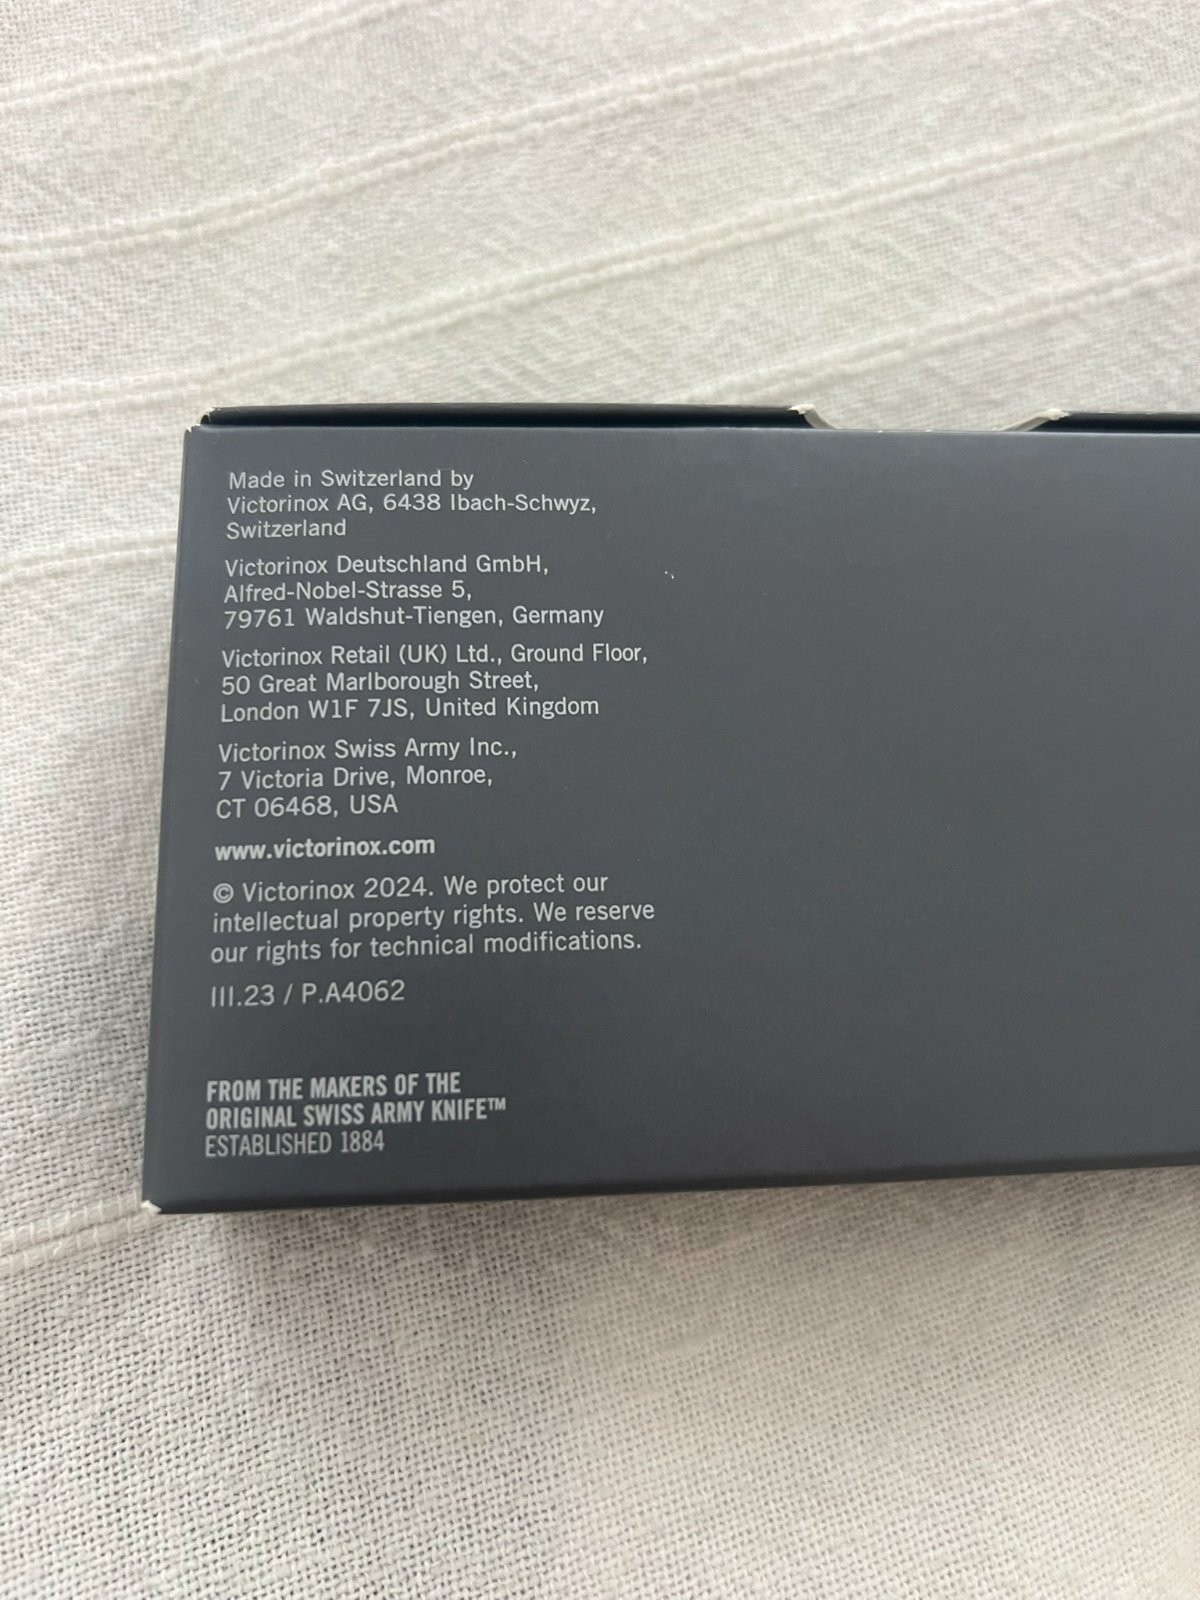 Made in Switzerland by
Victorinox AG, 6438 Ibach-Schwyz,
Switzerland
Victorinox Deutschland GmbH,
Alfred-Nobel-Strasse 5,
79761 Waldshut-Tiengen, Germany
Victorinox Retail (UK) Ltd., Ground Floor,
50 Great Marlborough Street,
London W1F 7JS, United Kingdom
Victorinox Swiss Army Inc.,
7 Victoria Drive, Monroe,
CT 06468, USA
www.victorinox.com
© Victorinox 2024. We protect our
intellectual property rights. We reserve
our rights for technical modifications.
III.23 / P.A4062
FROM THE MAKERS OF THE
ORIGINAL SWISS ARMY KNIFE™
ESTABLISHED 1884